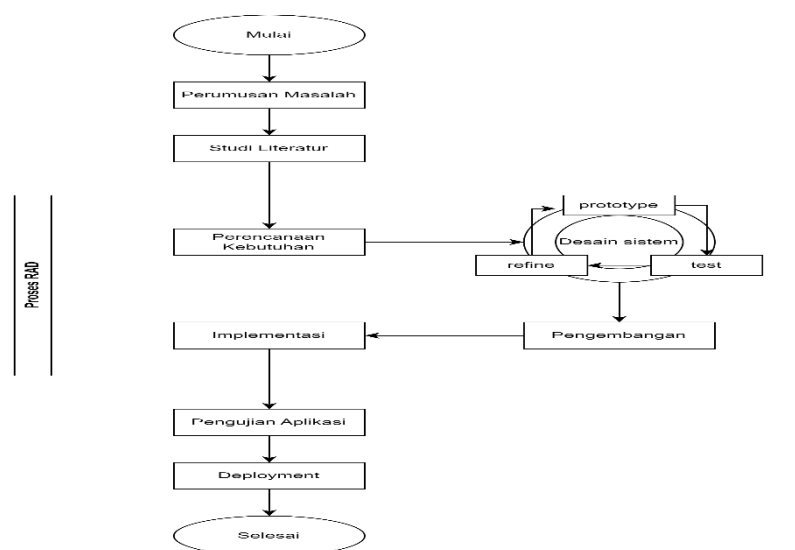 Mulai
Perumusan Masalah
Studi Literatur
Proses RAD
Perencanaan
Kebutuhan
prototype
Desain sistem
refine
test
Implementasi
Pengembangan
Pengujian Aplikasi
Deployment
Selesai